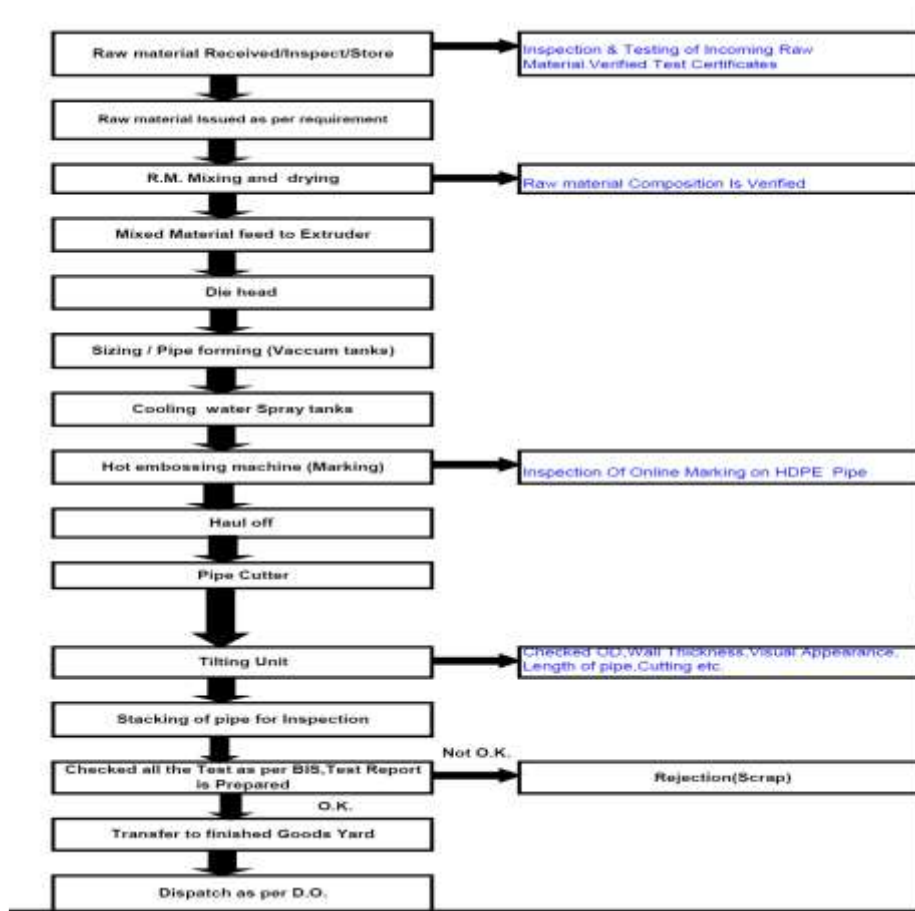 Raw material Received/Inspect/Store
Inspection & Testing of Incoming Raw
Material.Verified Test Certificates
Raw material Issued as per requirement
R.M. Mixing and drying
Raw material Composition Is Verified
Mixed Material feed to Extruder
Die head
Sizing / Pipe forming (Vaccum tanks)
Cooling water Spray tanks
Hot embossing machine (Marking)
Inspection Of Online Marking on HDPE Pipe
Haul off
Pipe Cutter
Tilting Unit
Checked OD,Wall Thickness,Visual Appearance,
Length of pipe,Cutting etc.
Stacking of pipe for Inspection
Checked all the Test as per BIS,Test Report
is Prepared
Not O.K.
Rejection(Scrap)
O.K.
Transfer to finished Goods Yard
Dispatch as per D.O.